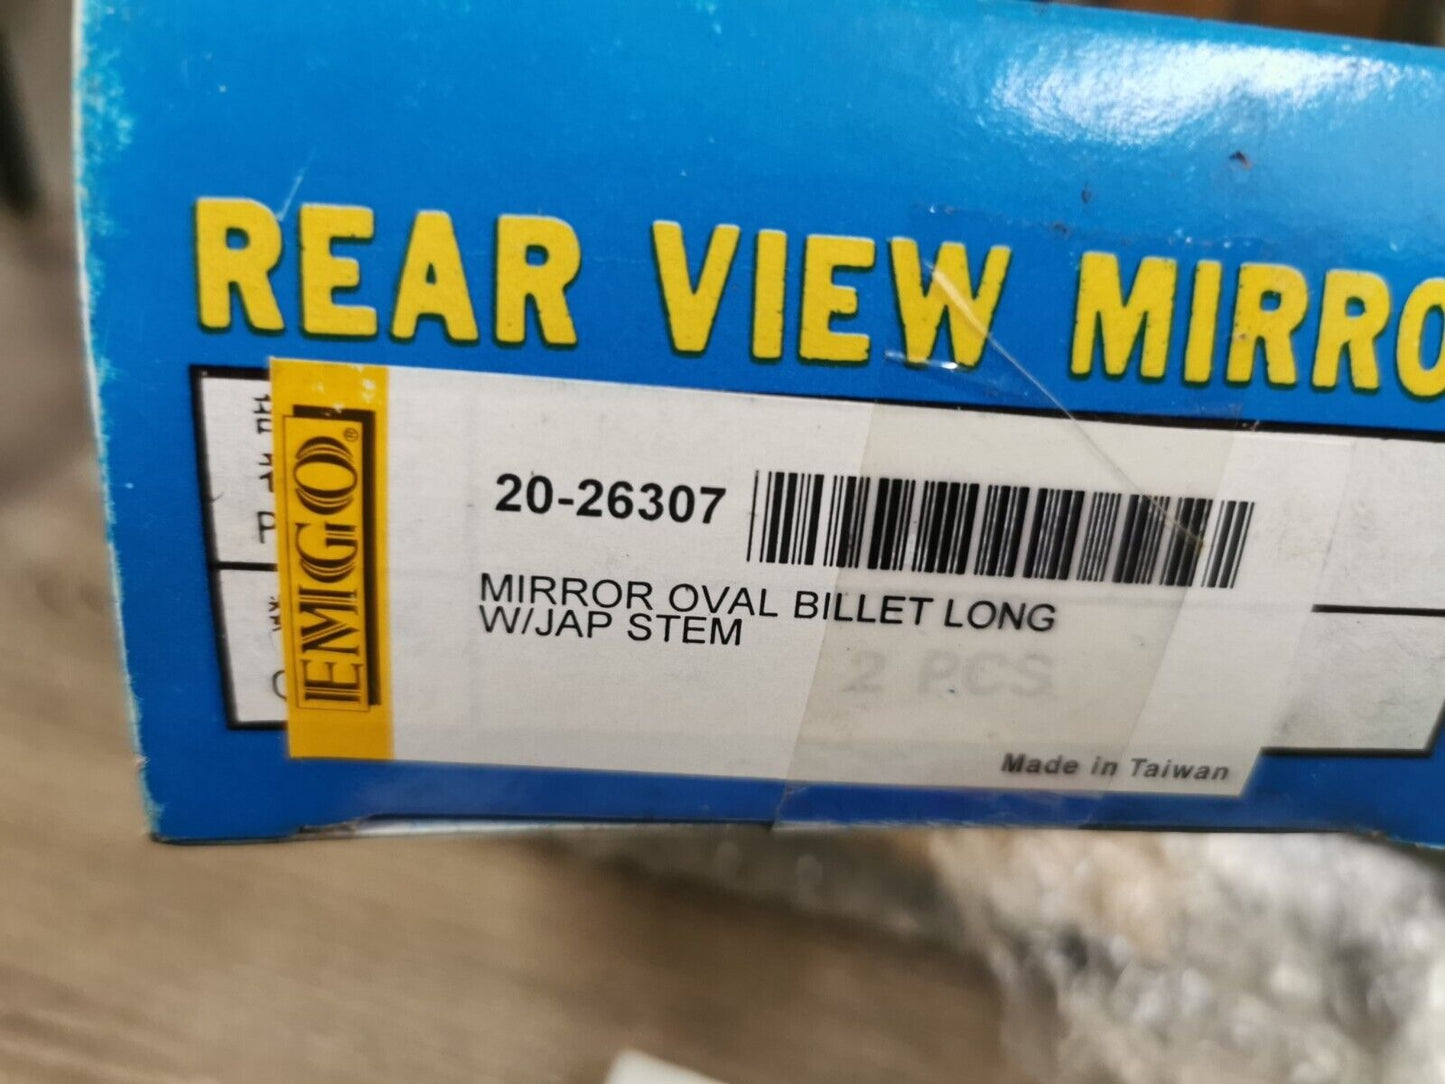 REAR VIEW MIRRO
EMGO®
20-26307
MIRROR OVAL BILLET LONG
W/JAP STEM
2 PCS
Made in Taiwan